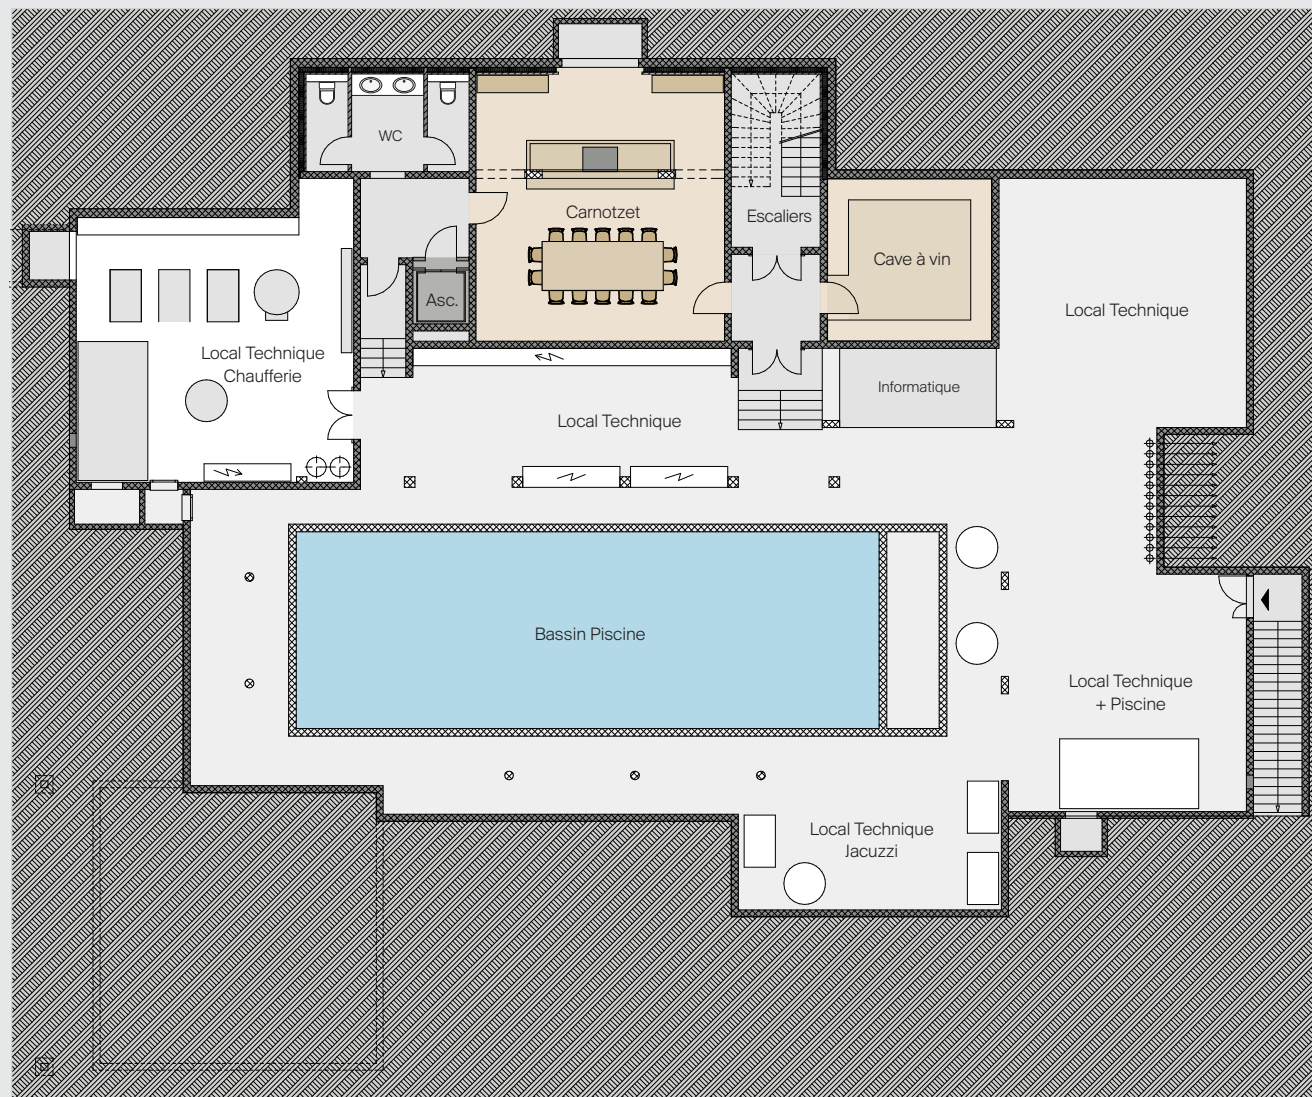 WC
Carnotzet
Escaliers
Cave à vin
Asc.
Local Technique
Local Technique
Chaufferie
Informatique
Local Technique
Bassin Piscine
Local Technique
+ Piscine
Local Technique
Jacuzzi